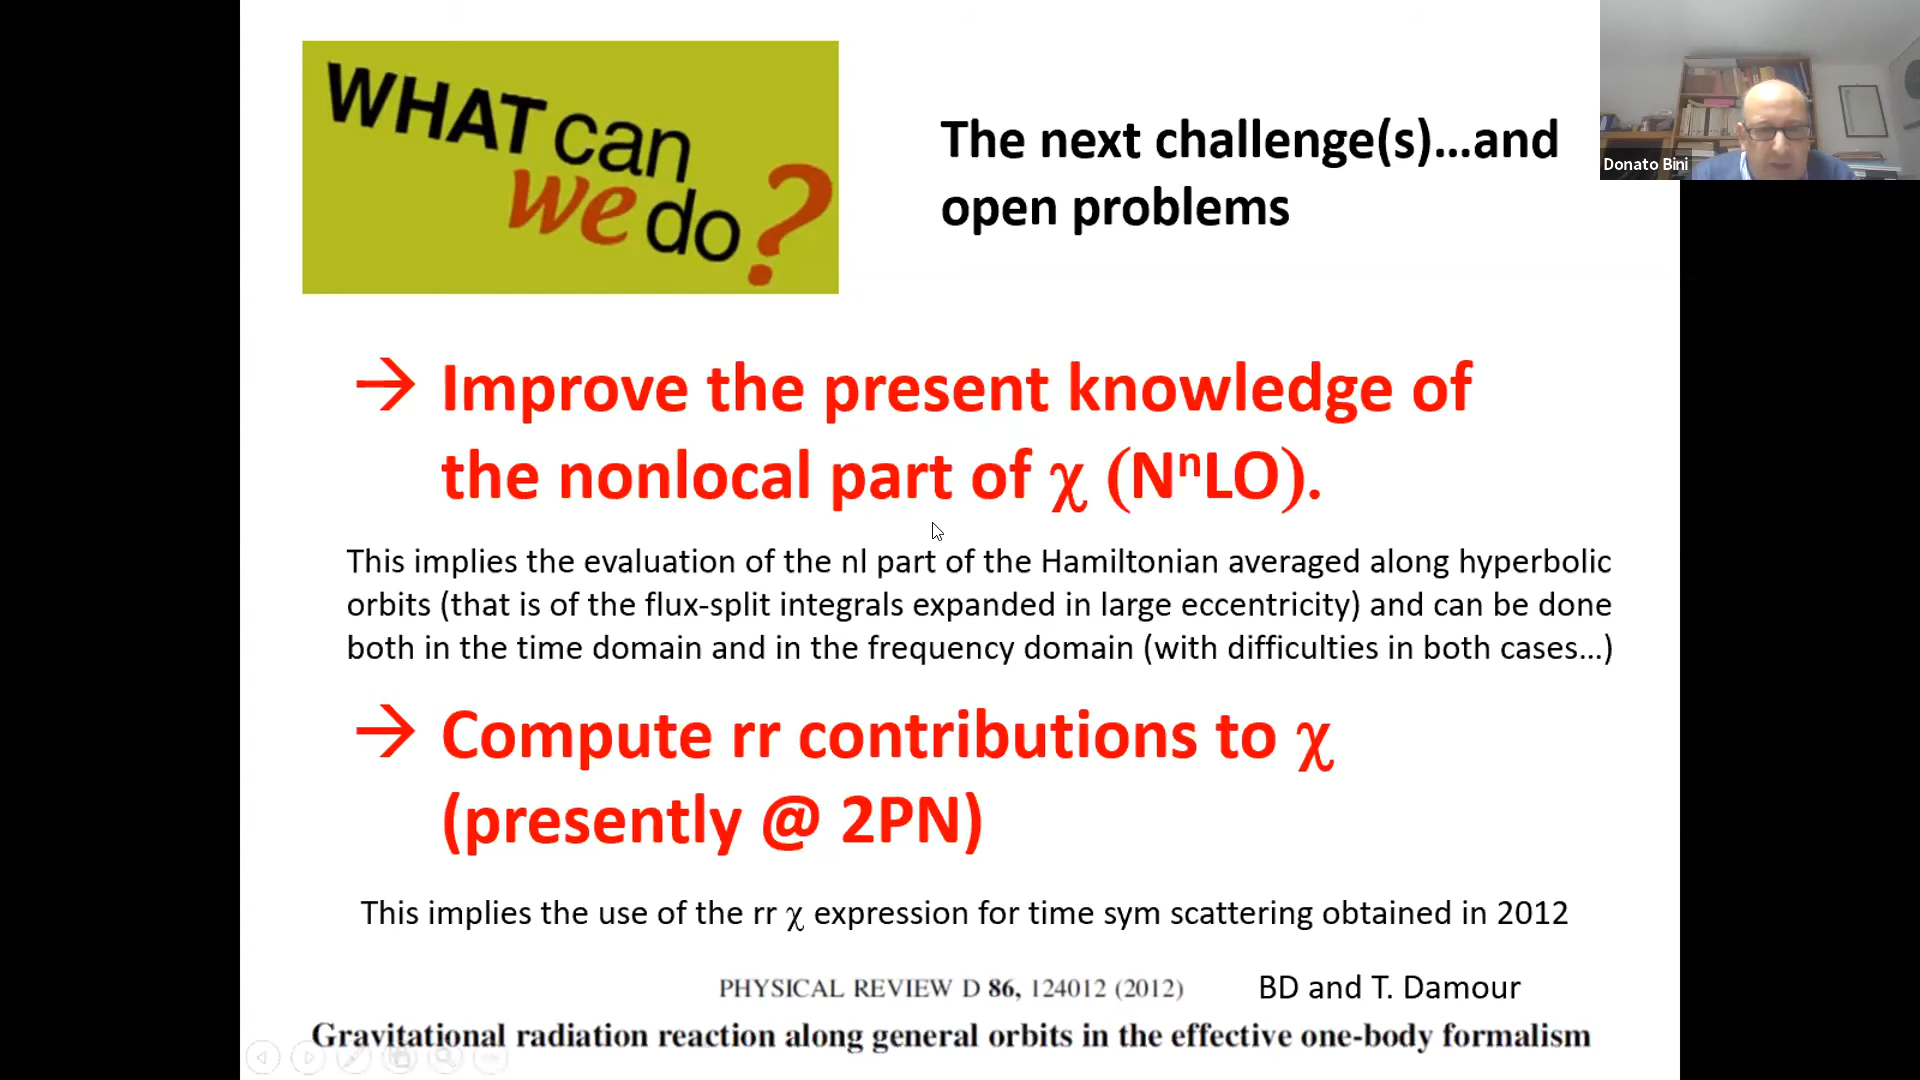 WHAT can
we do?
The next challenge(s)...and
open problems
Donato Bini
→ Improve the present knowledge of
the nonlocal part of χ (NⁿLO).
This implies the evaluation of the nl part of the Hamiltonian averaged along hyperbolic
orbits (that is of the flux-split integrals expanded in large eccentricity) and can be done
both in the time domain and in the frequency domain (with difficulties in both cases...)
→ Compute rr contributions to χ
(presently @ 2PN)
This implies the use of the rr χ expression for time sym scattering obtained in 2012
PHYSICAL REVIEW D 86, 124012 (2012) BD and T. Damour
Gravitational radiation reaction along general orbits in the effective one-body formalism